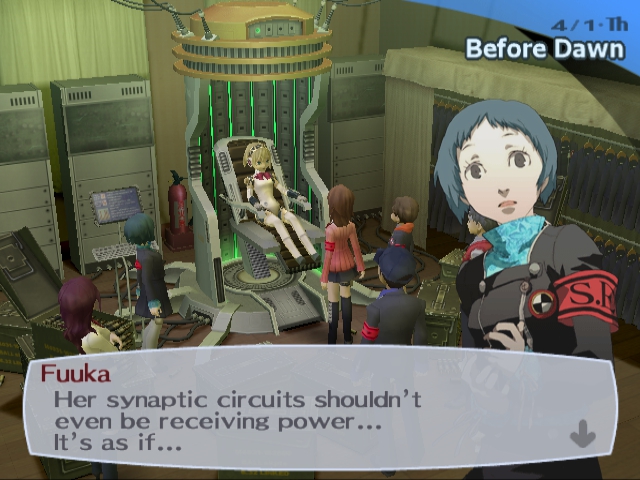 4/1・Th
Before Dawn
S.E
Fuuka
Her synaptic circuits shouldn't
even be receiving power...
It's as if...